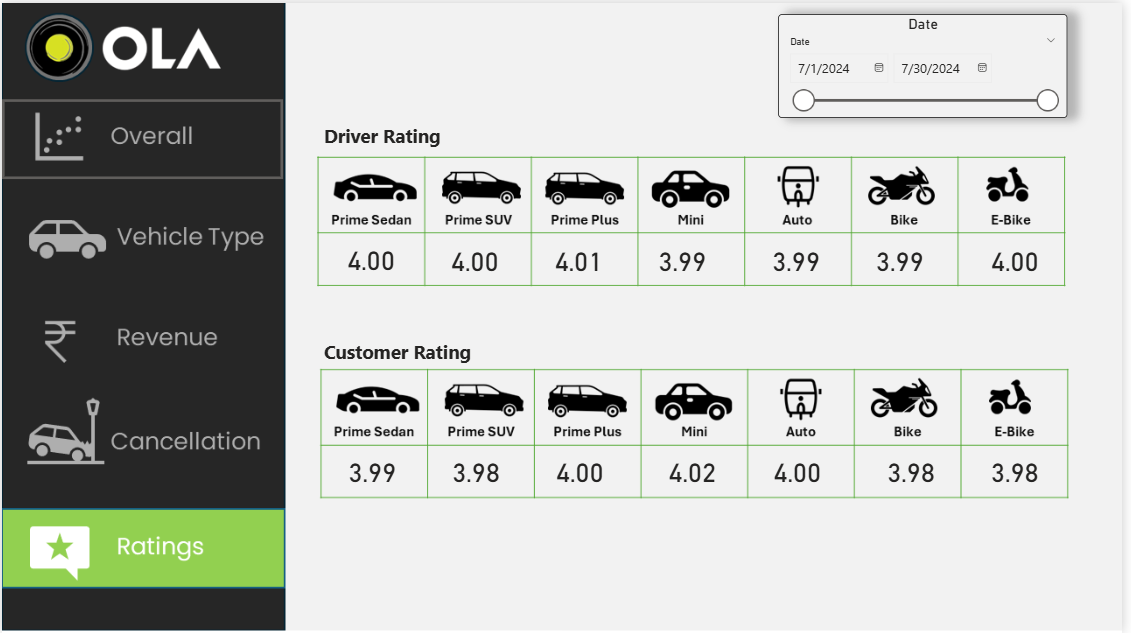 OLA
Overall
Vehicle Type
Revenue
Cancellation
Ratings
Date
Date
7/1/2024 7/30/2024
Driver Rating
Prime Sedan Prime SUV Prime Plus Mini Auto Bike E-Bike
4.00 4.00 4.01 3.99 3.99 3.99 4.00
Customer Rating
Prime Sedan Prime SUV Prime Plus Mini Auto Bike E-Bike
3.99 3.98 4.00 4.02 4.00 3.98 3.98